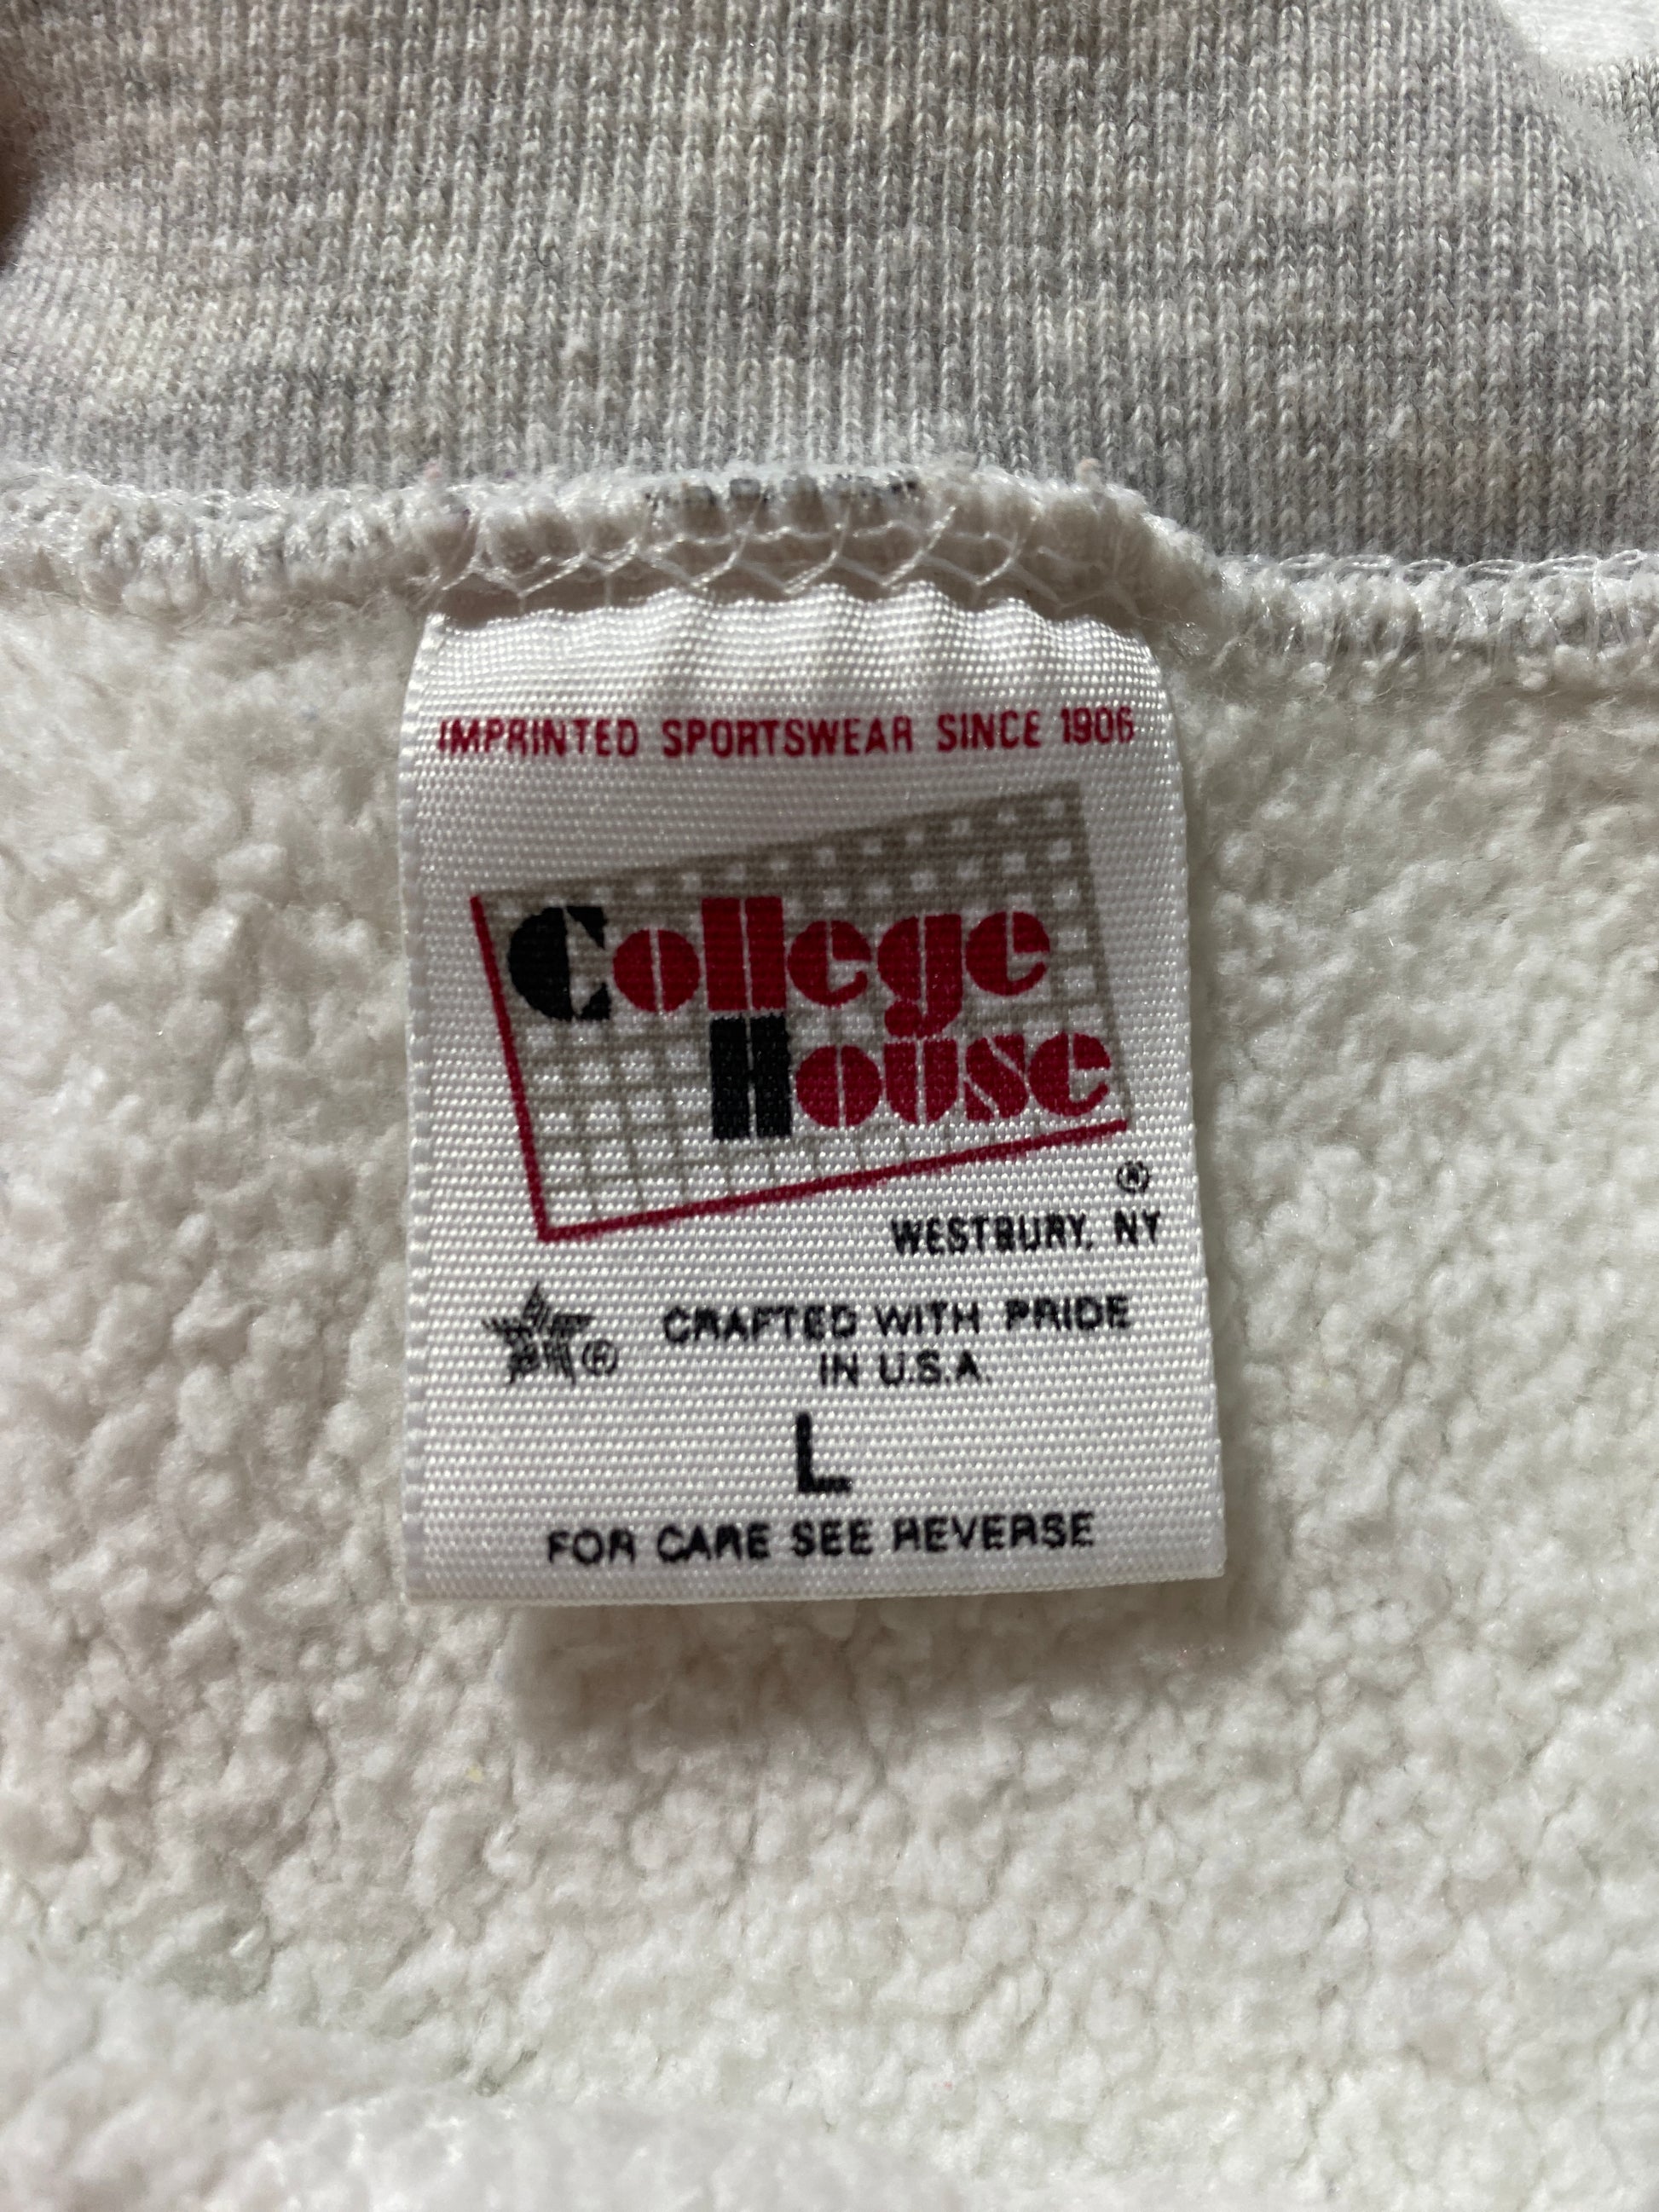 IMPRINTED SPORTSWEAR SINCE 1906
College
House
®
WESTBURY, NY
® CRAFTED WITH PRIDE
IN U.S.A.
L
FOR CARE SEE REVERSE